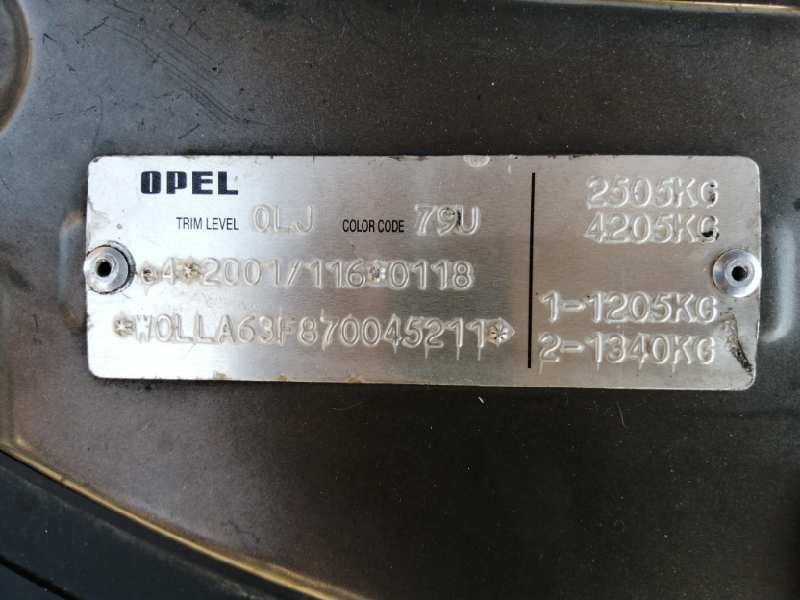 OPEL
TRIM LEVEL 0LJ COLOR CODE 79U
e4*2001/116*0118
*W0LLA63F870045211*
2505KG
4205KG
1-1205KG
2-1340KG